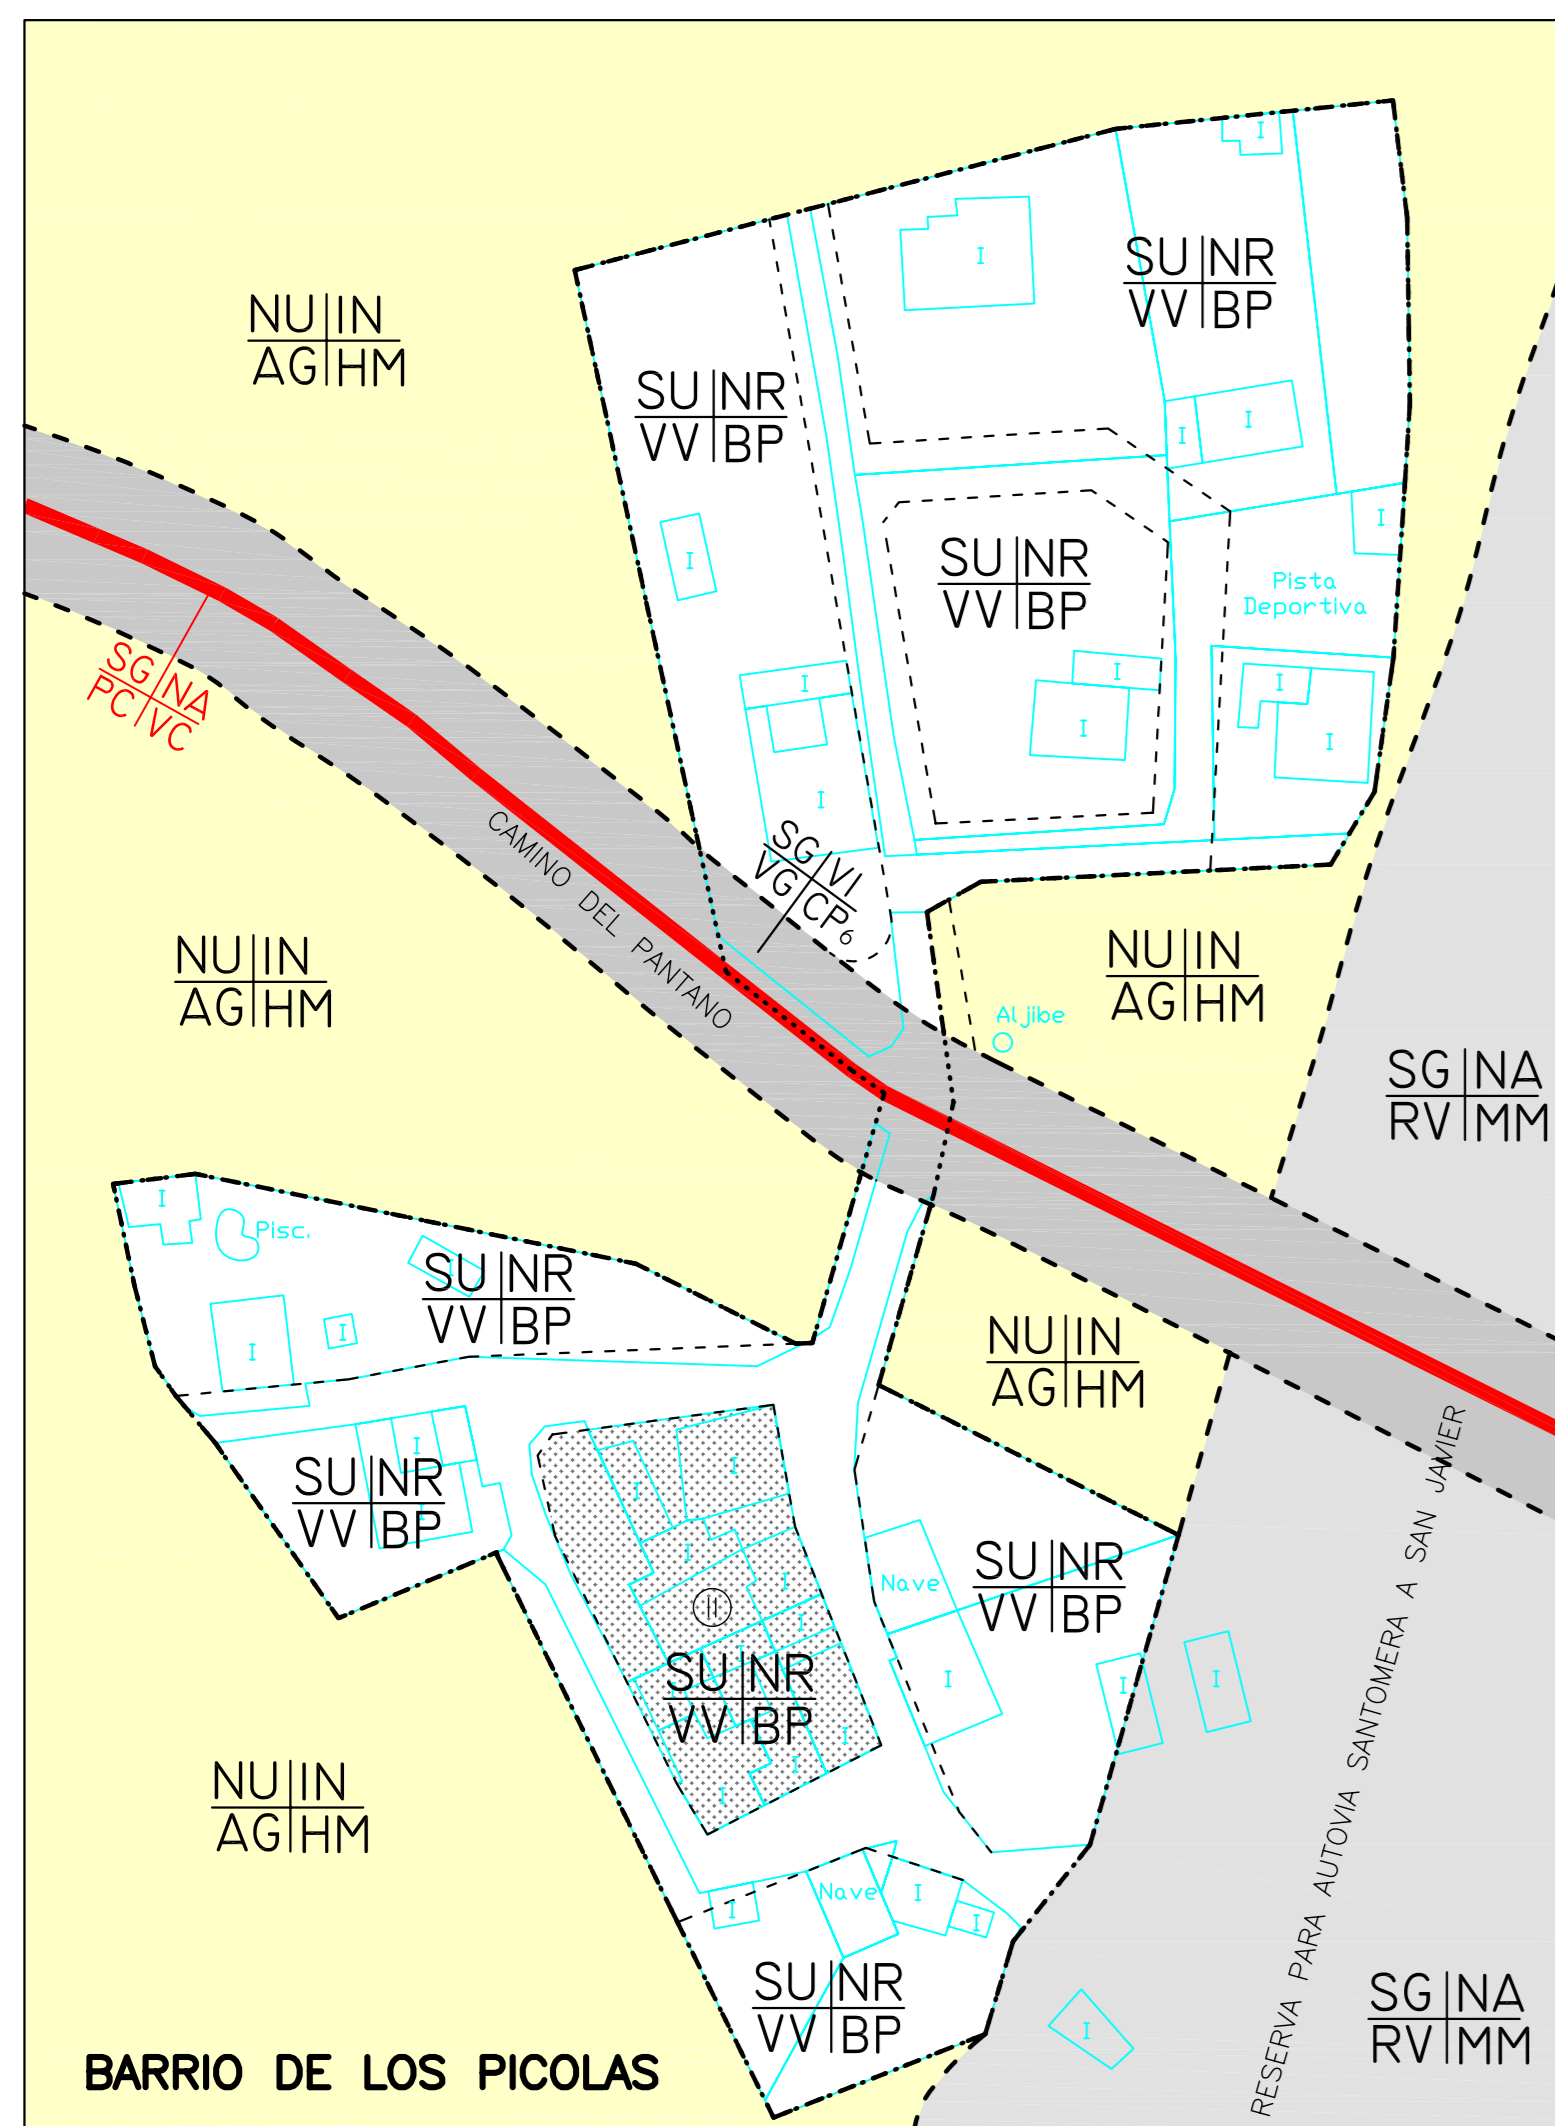 I
SU NR
VV BP
I
NU IN
AG HM
SU NR
VV BP
I
I
I
SU NR
VV BP
I
Pista
Deportiva
SG NA
PC VC
I
I
I
I
I
I
CAMINO DEL PANTANO
SG VI
VG CP6
NU IN
AG HM
NU IN
AG HM
Aljibe
SG NA
RV MM
I
Pisc.
I
SU NR
VV BP
I
I
NU IN
AG HM
I
SU NR
VV BP
I
I
I
I
I
I
II
I
SU NR
VV BP
I
I
I
Nave
SU NR
VV BP
I
I
I
RESERVA PARA AUTOVIA SANTOMERA A SAN JAVIER
NU IN
AG HM
I
Nave
I
I
SU NR
VV BP
I
SG NA
RV MM
BARRIO DE LOS PICOLAS